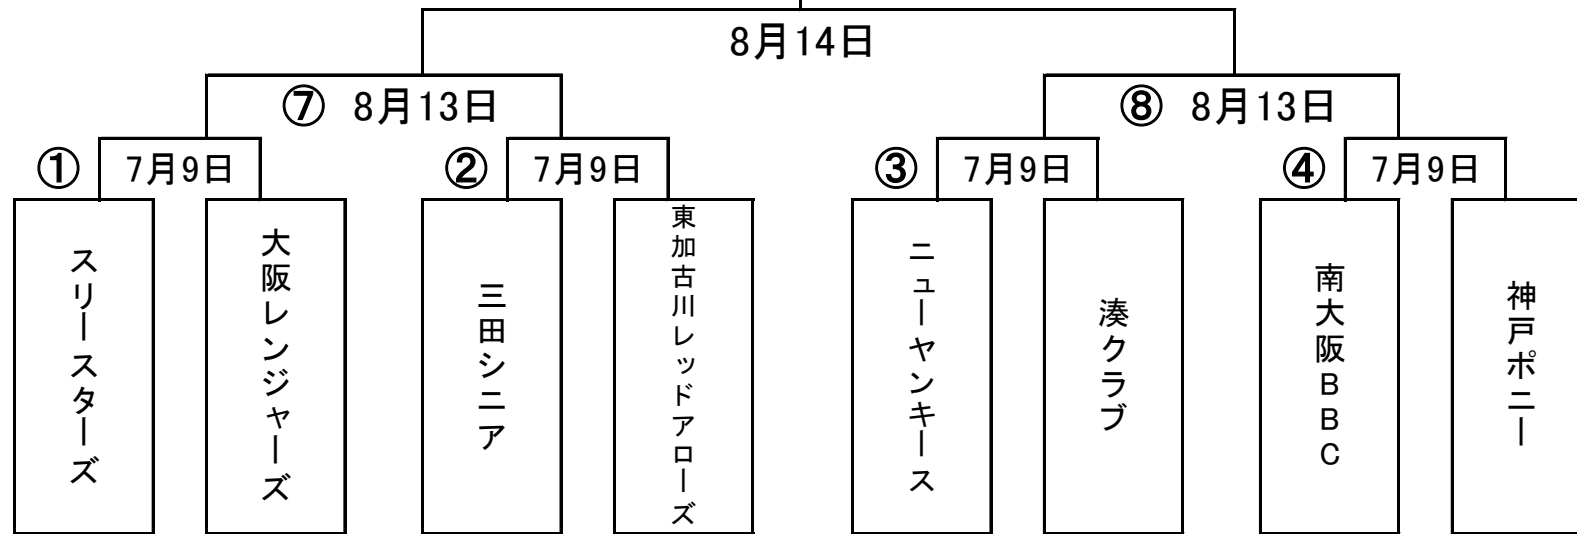 8月14日
⑦ 8月13日
⑧ 8月13日
① 7月9日
② 7月9日
③ 7月9日
④ 7月9日
スリースターズ
大阪レンジャーズ
三田シニア
東加古川レッドアローズ
ニューヤンキース
湊クラブ
南大阪BBC
神戸ポニー